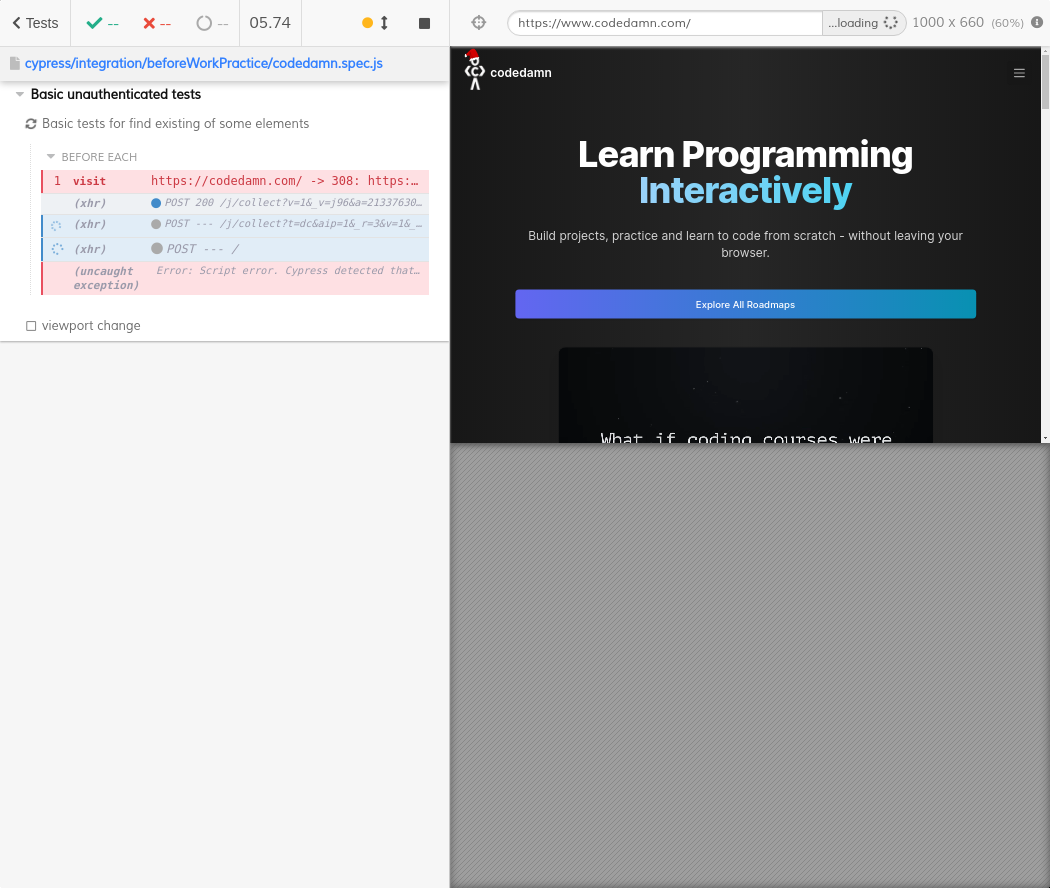 Tests
--
--
--
05.74
https://www.codedamn.com/
...loading
1000 x 660 (60%)
cypress/integration/beforeWorkPractice/codedamn.spec.js
Basic unauthenticated tests
Basic tests for find existing of some elements
BEFORE EACH
1 visit https://codedamn.com/ -> 308: https:…
(xhr) POST 200 /j/collect?v=1&_v=j96&a=21337630…
(xhr) POST --- /j/collect?t=dc&aip=1&_r=3&v=1&_…
(xhr) POST --- /
(uncaught exception) Error: Script error. Cypress detected that…
viewport change
codedamn
Learn Programming
Interactively
Build projects, practice and learn to code from scratch - without leaving your
browser.
Explore All Roadmaps
What if coding courses were